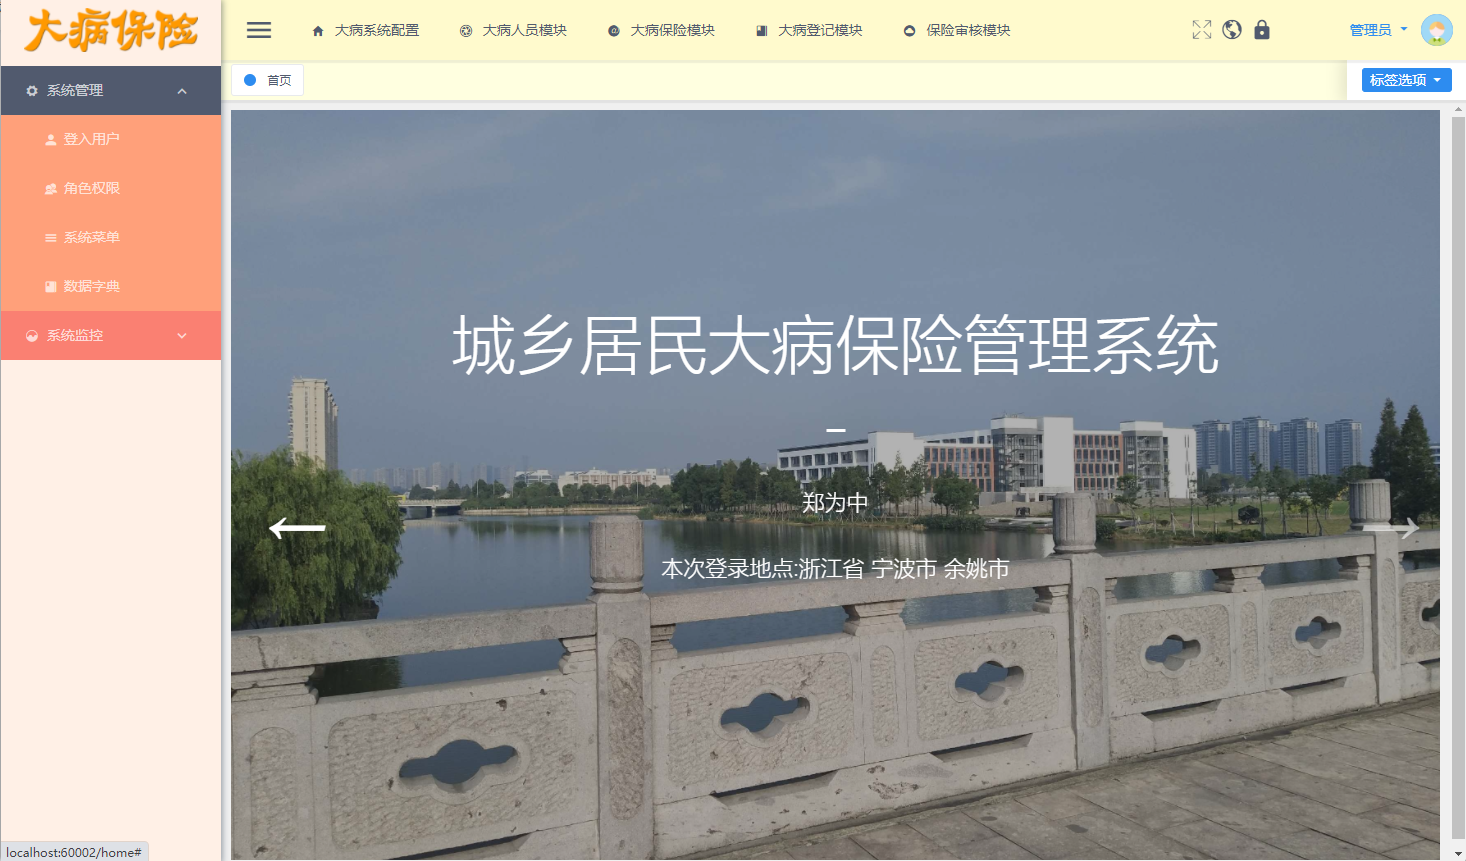 大病保险
大病系统配置
大病人员模块
大病保险模块
大病登记模块
保险审核模块
管理员
首页
标签选项
系统管理
登入用户
角色权限
系统菜单
数据字典
系统监控
城乡居民大病保险管理系统
郑为中
本次登录地点:浙江省 宁波市 余姚市
localhost:60002/home#